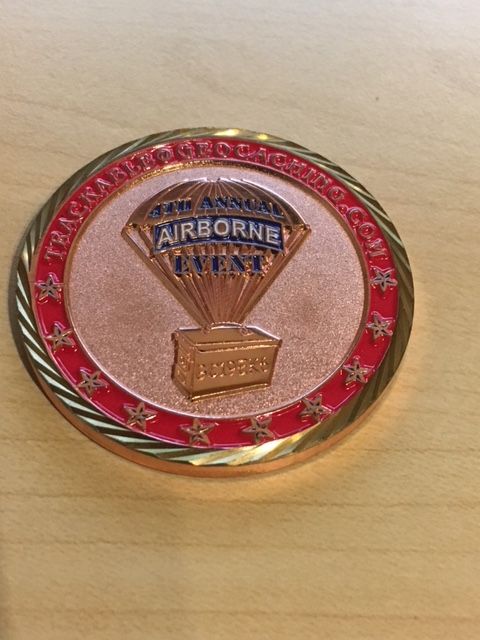 TRACKABLE@GEOCACHING.COM
4TH ANNUAL
AIRBORNE
EVENT